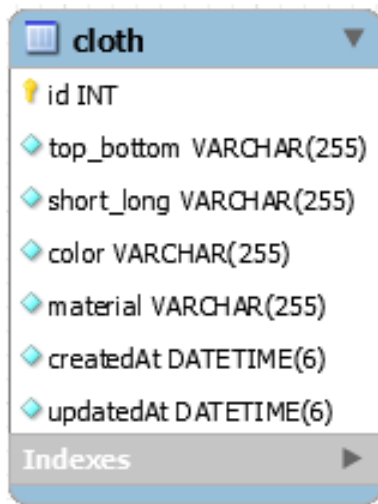 cloth
id INT
top_bottom VARCHAR(255)
short_long VARCHAR(255)
color VARCHAR(255)
material VARCHAR(255)
createdAt DATETIME(6)
updatedAt DATETIME(6)
Indexes